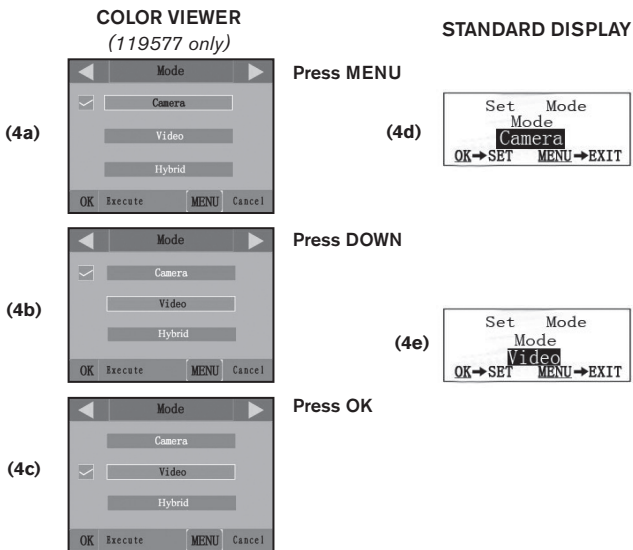 COLOR VIEWER
(119577 only)
STANDARD DISPLAY
(4a)
Mode
Camera
Video
Hybrid
OK Execute MENU Cancel
Press MENU
(4d)
Set Mode
Mode
Camera
OK→SET MENU→EXIT
(4b)
Mode
Camera
Video
Hybrid
OK Execute MENU Cancel
Press DOWN
(4e)
Set Mode
Mode
Video
OK→SET MENU→EXIT
(4c)
Mode
Camera
Video
Hybrid
OK Execute MENU Cancel
Press OK